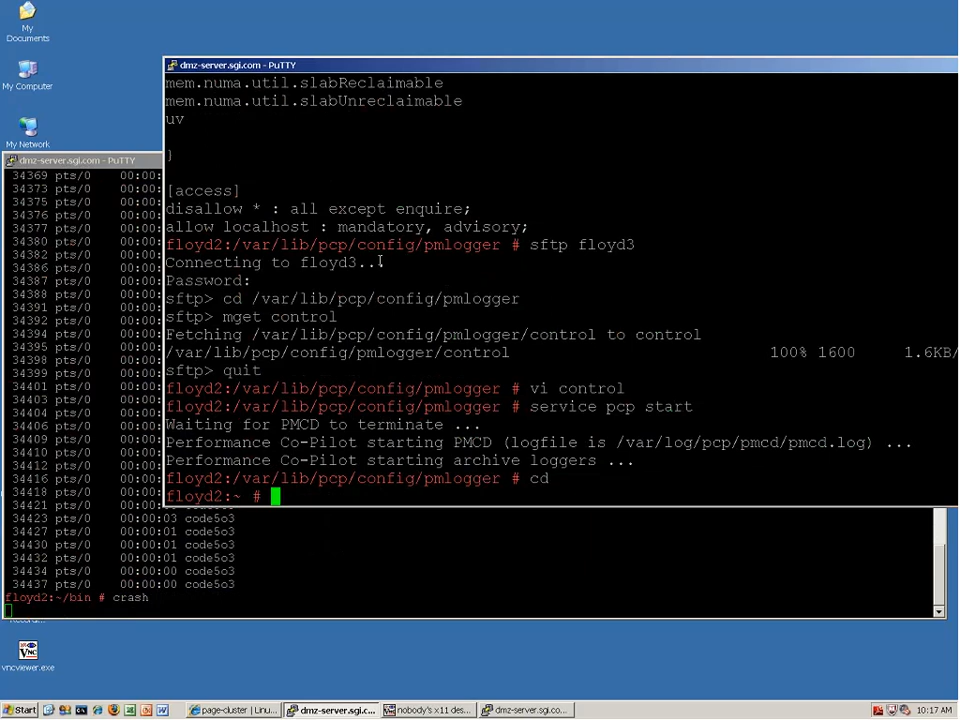 My
Documents
My Computer
My Network
dmz-server.sgi.com - PuTTY
mem.numa.util.slabReclaimable
mem.numa.util.slabUnreclaimable
uv
]
[access]
disallow * : all except enquire;
allow localhost : mandatory, advisory;
floyd2:/var/lib/pcp/config/pmlogger # sftp floyd3
Connecting to floyd3...
Password:
sftp> cd /var/lib/pcp/config/pmlogger
sftp> mget control
Fetching /var/lib/pcp/config/pmlogger/control to control
/var/lib/pcp/config/pmlogger/control 100% 1600 1.6KB/
sftp> quit
floyd2:/var/lib/pcp/config/pmlogger # vi control
floyd2:/var/lib/pcp/config/pmlogger # service pcp start
Waiting for PMCD to terminate ...
Performance Co-Pilot starting PMCD (logfile is /var/log/pcp/pmcd/pmcd.log) ...
Performance Co-Pilot starting archive loggers ...
floyd2:/var/lib/pcp/config/pmlogger # cd
floyd2:~ #
dmz-server.sgi.com - PuTTY
34369 pts/0 00:00:
34373 pts/0 00:00:
34375 pts/0 00:00:
34376 pts/0 00:00:
34377 pts/0 00:00:
34380 pts/0 00:00:
34382 pts/0 00:00:
34386 pts/0 00:00:
34387 pts/0 00:00:
34388 pts/0 00:00:
34391 pts/0 00:00:
34392 pts/0 00:00:
34394 pts/0 00:00:
34395 pts/0 00:00:
34398 pts/0 00:00:
34399 pts/0 00:00:
34401 pts/0 00:00:
34403 pts/0 00:00:
34404 pts/0 00:00:
34406 pts/0 00:00:
34409 pts/0 00:00:
34410 pts/0 00:00:
34412 pts/0 00:00:
34416 pts/0 00:00:
34418 pts/0 00:00:
34421 pts/0
34423 pts/0 00:00:03 code5o3
34427 pts/0 00:00:01 code5o3
34430 pts/0 00:00:01 code5o3
34432 pts/0 00:00:01 code5o3
34434 pts/0 00:00:00 code5o3
34437 pts/0 00:00:00 code5o3
floyd2:~/bin # crash
vncviewer.exe
Start page-cluster | Linu... dmz-server.sgi.c... nobody's x11 des... dmz-server.sgi.co... 10:17 AM